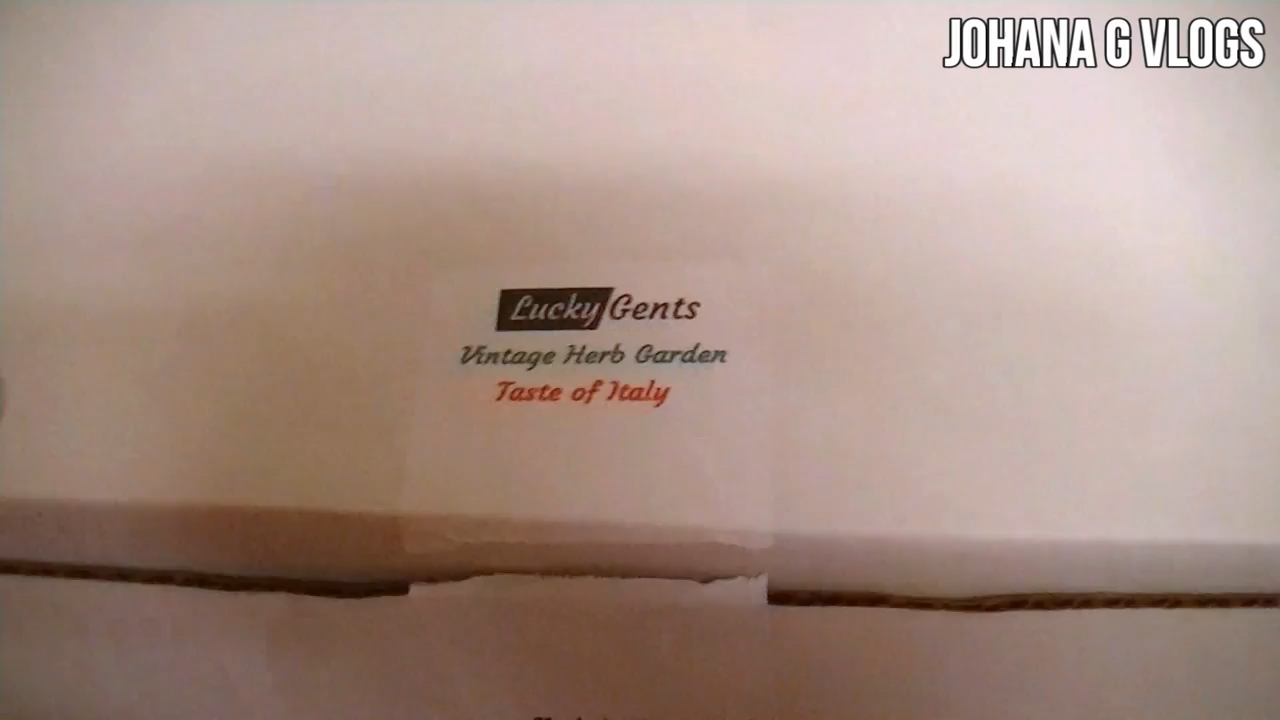 JOHANA G VLOGS
Lucky Gents
Vintage Herb Garden
Taste of Italy